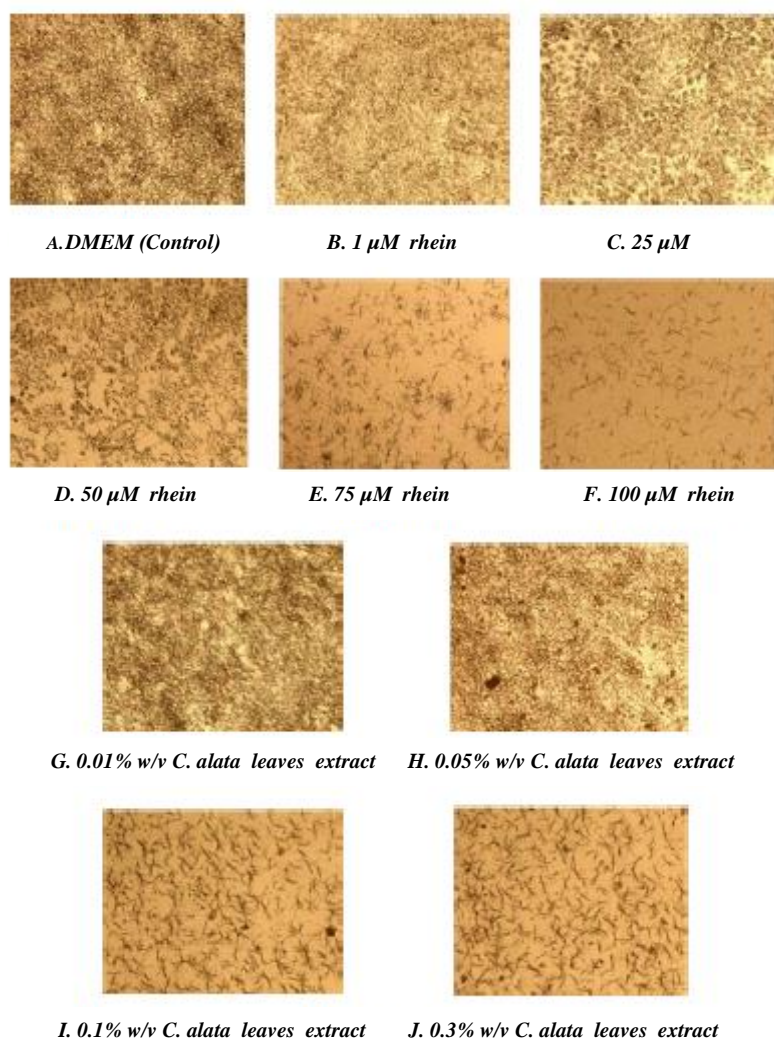 A.DMEM (Control)
B. 1 µM rhein
C. 25 µM
D. 50 µM rhein
E. 75 µM rhein
F. 100 µM rhein
G. 0.01% w/v C. alata leaves extract
H. 0.05% w/v C. alata leaves extract
I. 0.1% w/v C. alata leaves extract
J. 0.3% w/v C. alata leaves extract